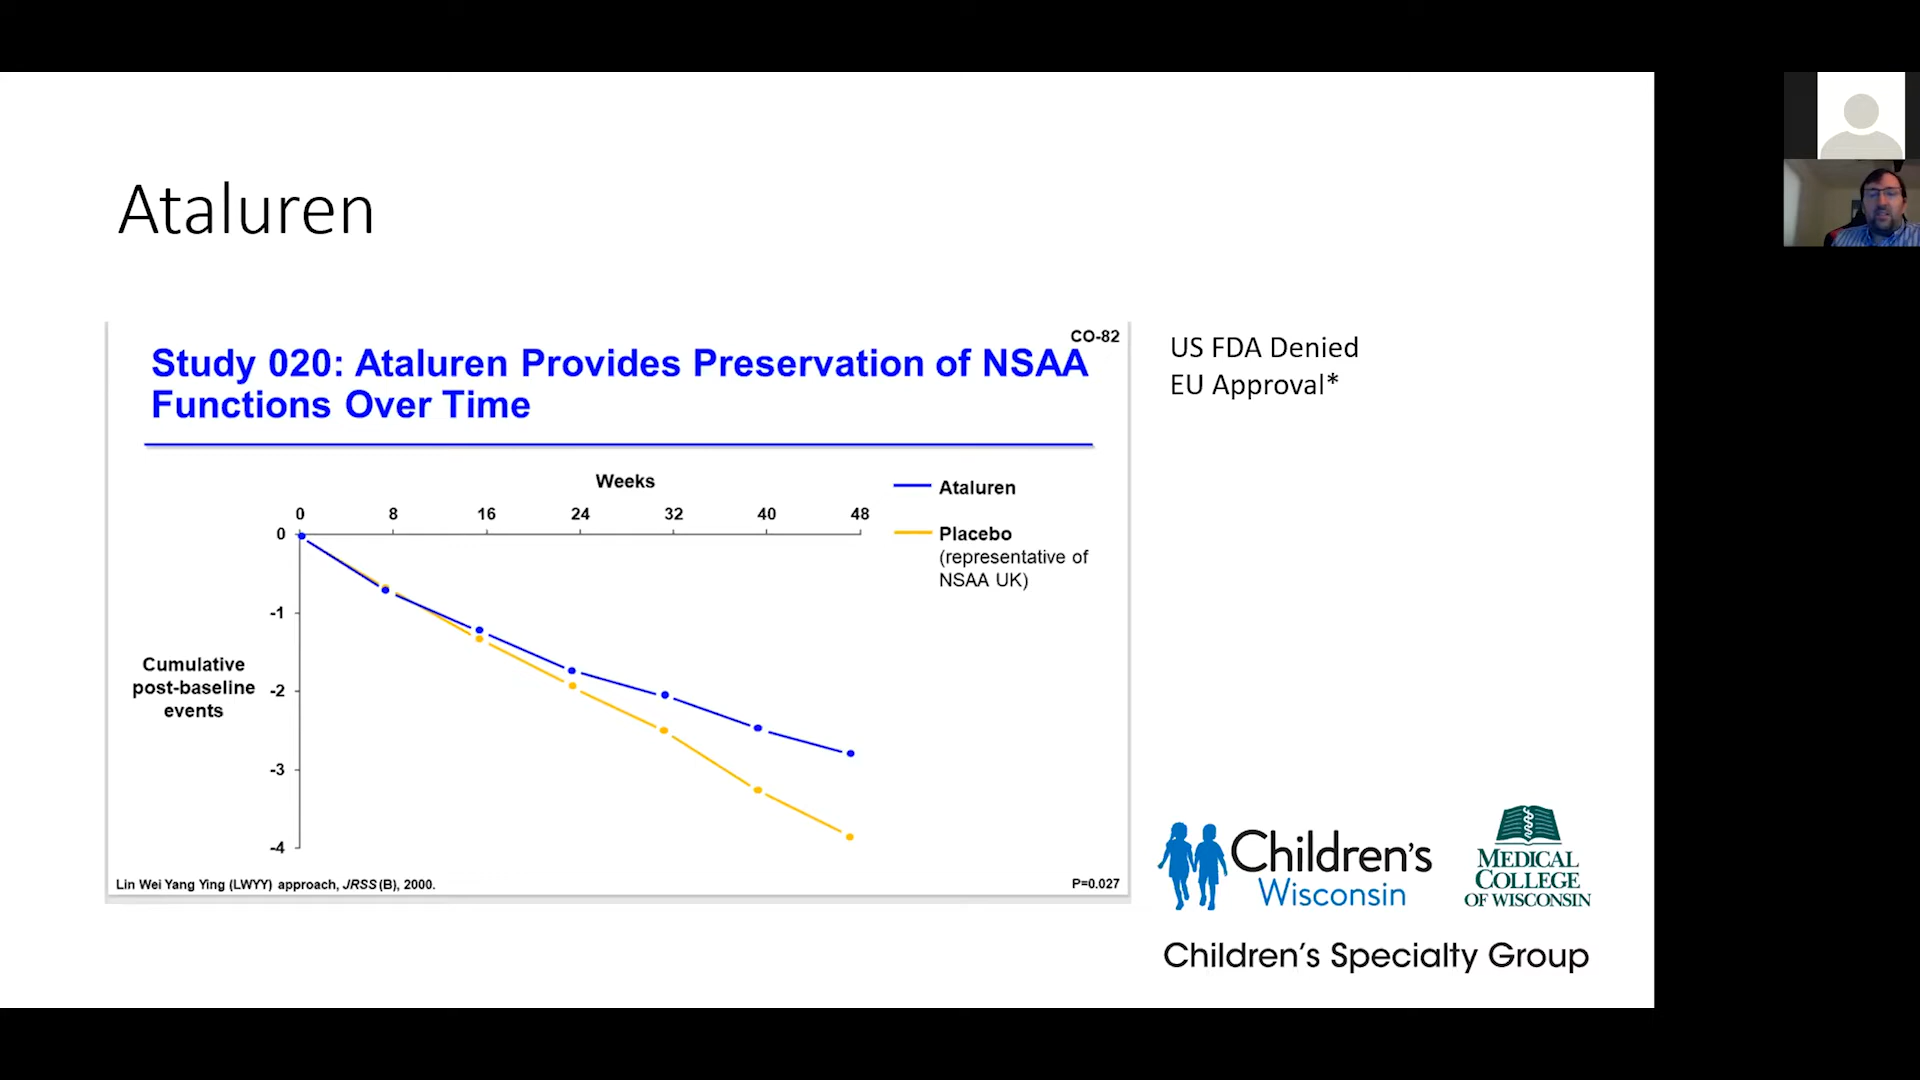 Ataluren
CO-82
Study 020: Ataluren Provides Preservation of NSAA
Functions Over Time
Weeks
0 8 16 24 32 40 48
0
-1
-2
-3
-4
Cumulative
post-baseline
events
Ataluren
Placebo
(representative of
NSAA UK)
Lin Wei Yang Ying (LWYY) approach, JRSS (B), 2000.
P=0.027
US FDA Denied
EU Approval*
Children's
Wisconsin
MEDICAL
COLLEGE
OF WISCONSIN
Children's Specialty Group